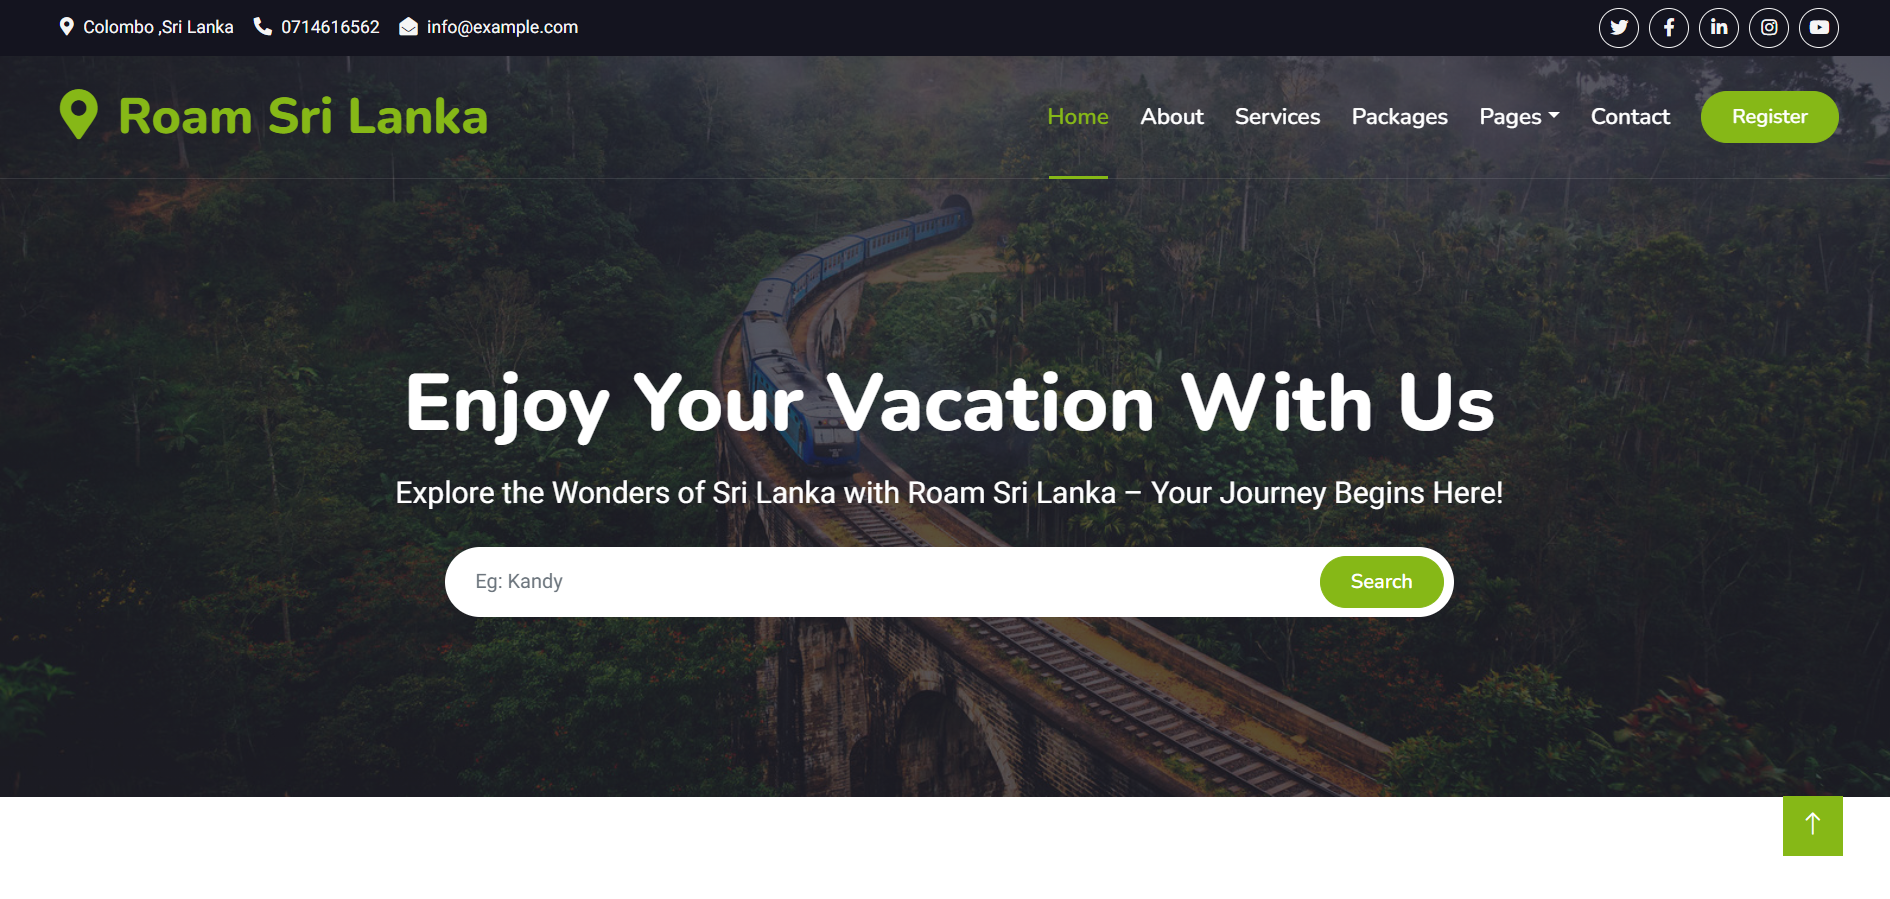 Colombo ,Sri Lanka 0714616562 info@example.com
Roam Sri Lanka
Home About Services Packages Pages Contact Register
Enjoy Your Vacation With Us
Explore the Wonders of Sri Lanka with Roam Sri Lanka – Your Journey Begins Here!
Eg: Kandy Search